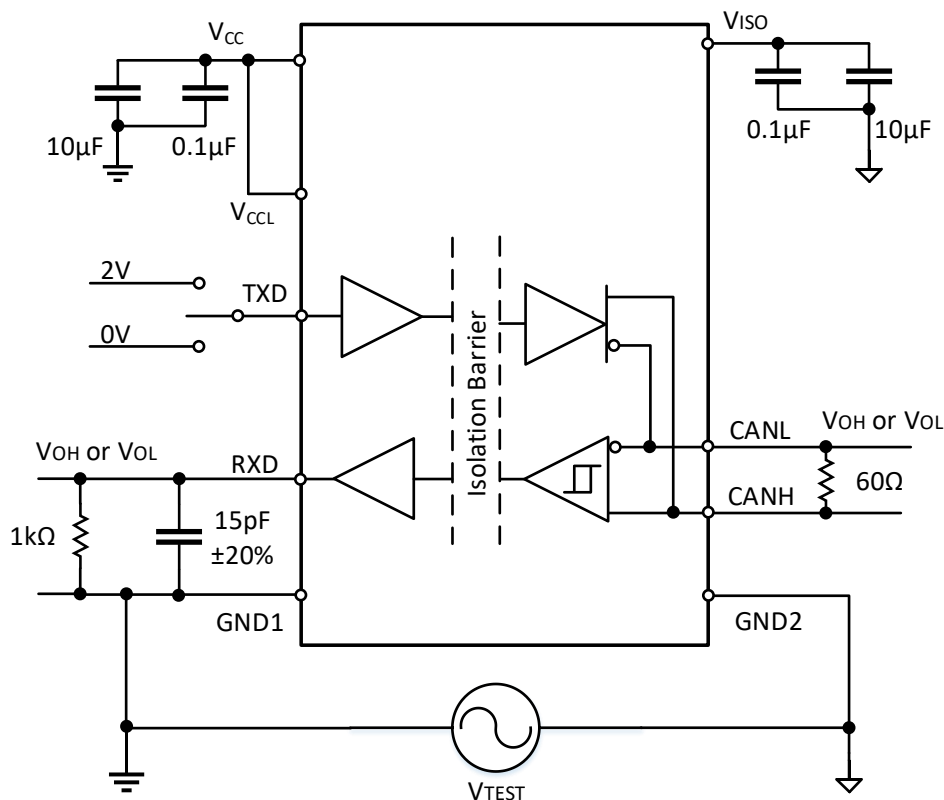 VCC
VISO
10µF
0.1µF
0.1µF
10µF
VCCL
2V
TXD
0V
Isolation Barrier
VOH or VOL
RXD
CANL
VOH or VOL
1kΩ
15pF
±20%
CANH
60Ω
GND1
GND2
VTEST